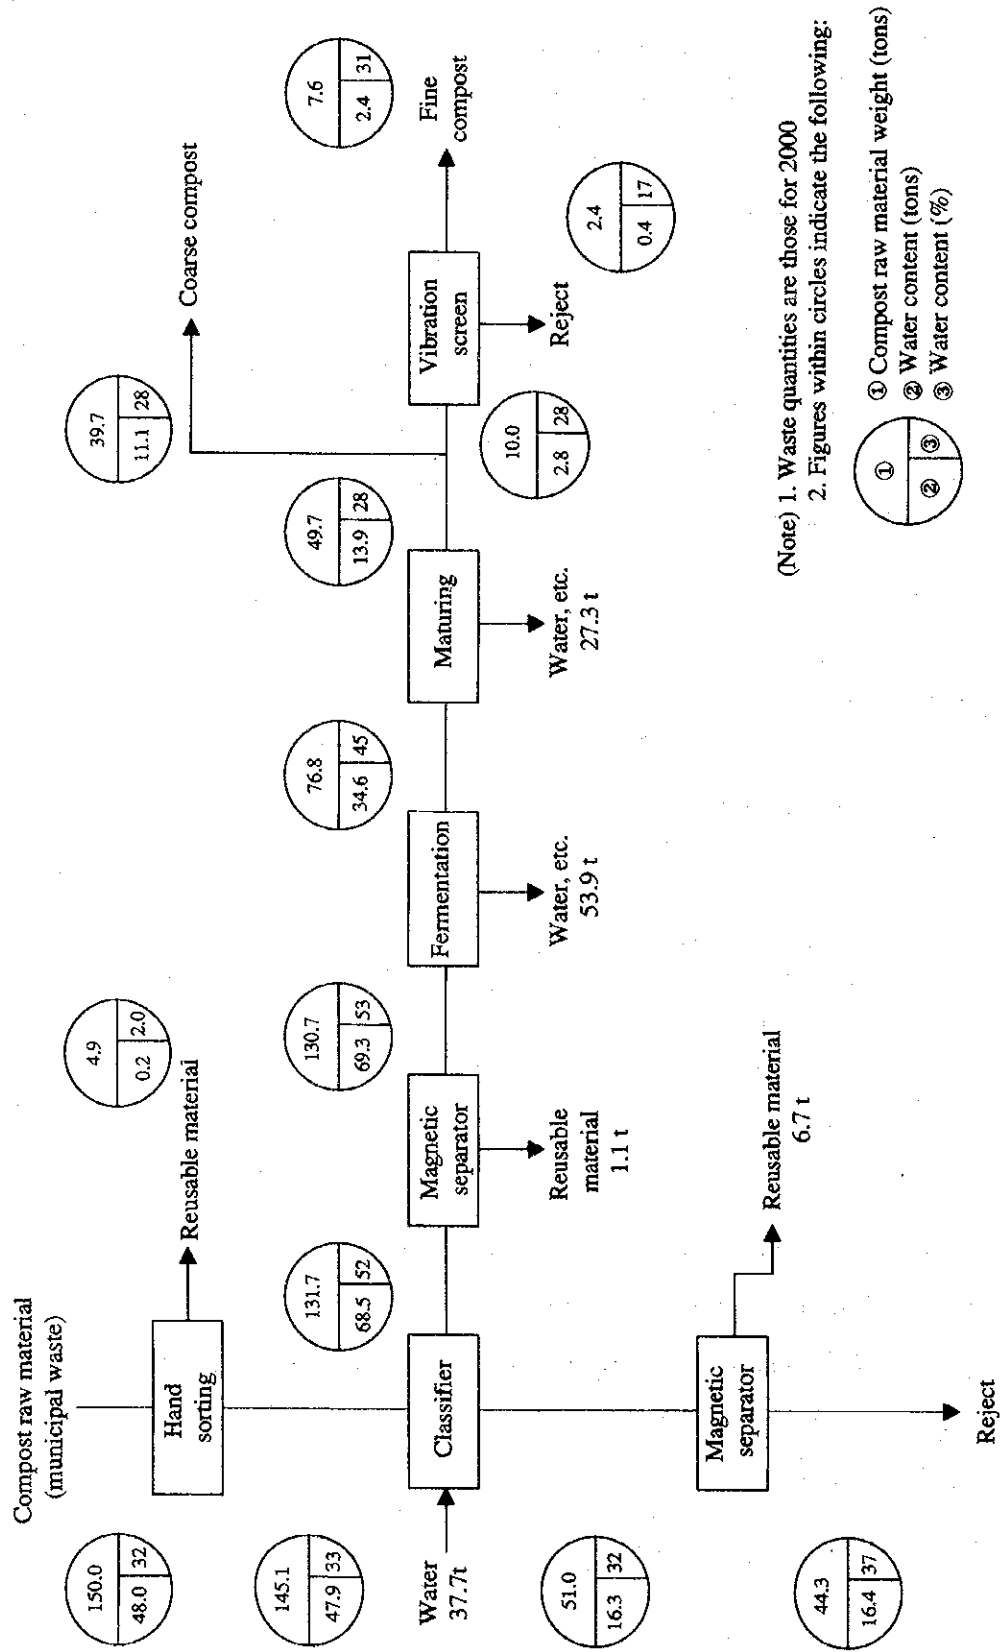 Compost raw material
(municipal waste)
150.0
48.0
32
Hand
sorting
Reusable material
4.9
0.2
2.0
145.1
47.9
33
Water
37.7t
Classifier
131.7
68.5
52
Magnetic
separator
Reusable
material
1.1 t
130.7
69.3
53
Fermentation
Water, etc.
53.9 t
76.8
34.6
45
Maturing
Water, etc.
27.3 t
49.7
13.9
28
39.7
11.1
28
Coarse compost
10.0
2.8
28
Vibration
screen
Reject
2.4
0.4
17
Fine
compost
7.6
2.4
31
51.0
16.3
32
Magnetic
separator
Reusable material
6.7 t
44.3
16.4
37
Reject
(Note) 1. Waste quantities are those for 2000
2. Figures within circles indicate the following:
①
②
③
① Compost raw material weight (tons)
② Water content (tons)
③ Water content (%)